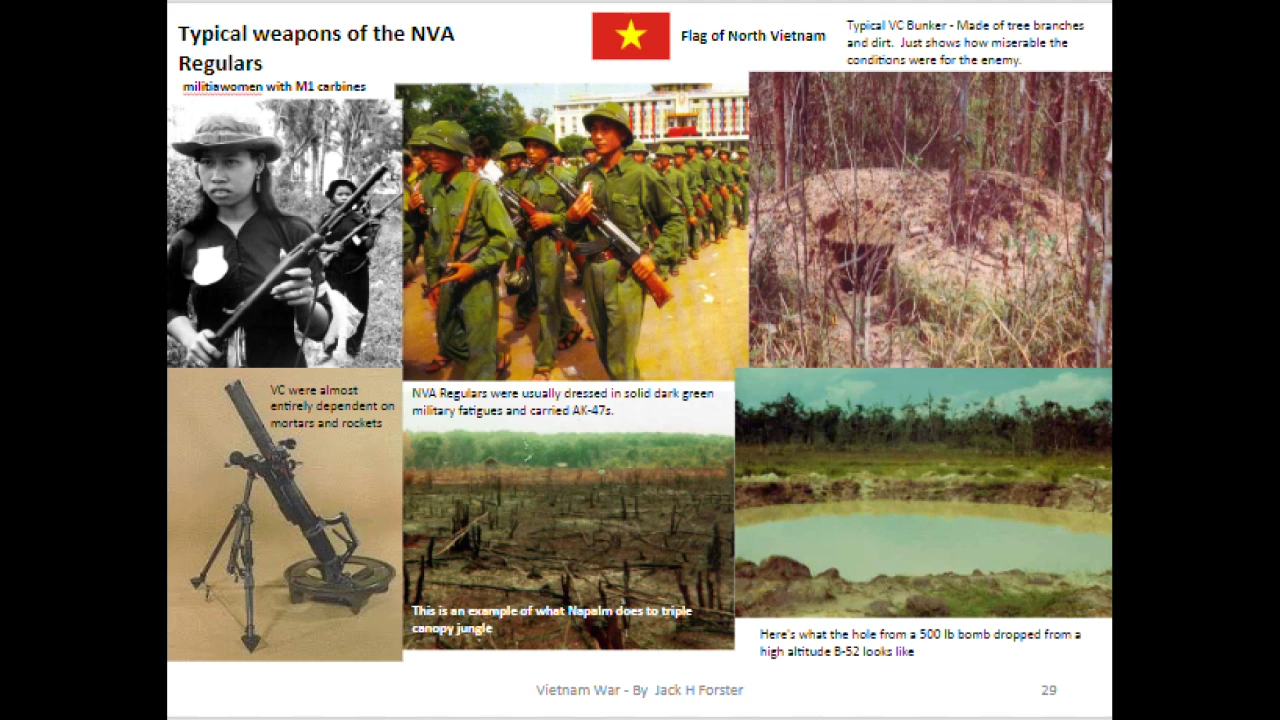 Typical weapons of the NVA
Regulars
militiawomen with M1 carbines
Flag of North Vietnam
Typical VC Bunker - Made of tree branches
and dirt.  Just shows how miserable the
conditions were for the enemy.
VC were almost
entirely dependent on
mortars and rockets
NVA Regulars were usually dressed in solid dark green
military fatigues and carried AK-47s.
This is an example of what Napalm does to triple
canopy jungle
Here's what the hole from a 500 lb bomb dropped from a
high altitude B-52 looks like
Vietnam War - By  Jack H Forster
29